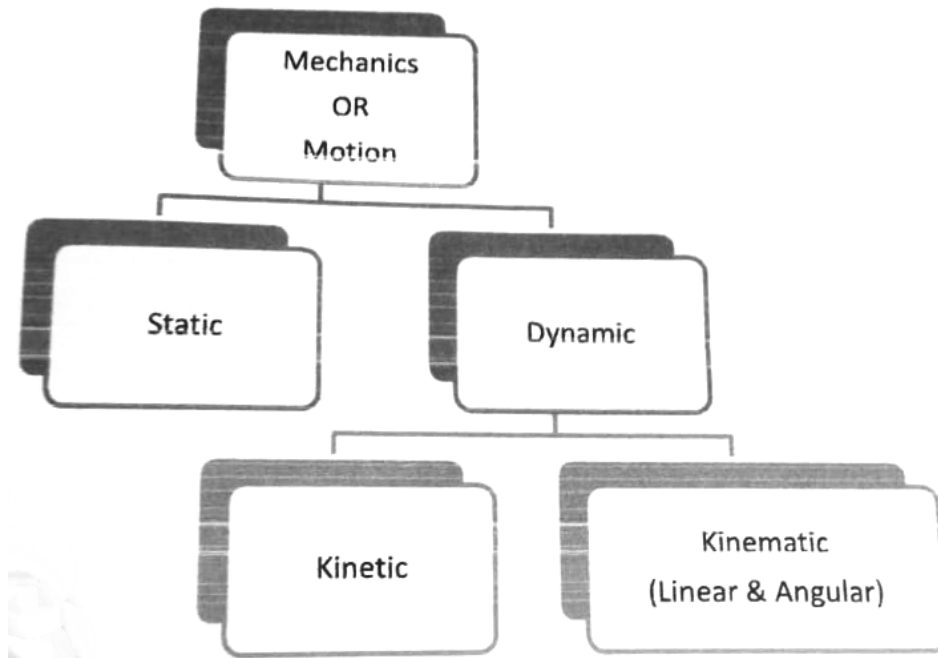 Mechanics
OR
Motion
Static
Dynamic
Kinetic
Kinematic
(Linear & Angular)